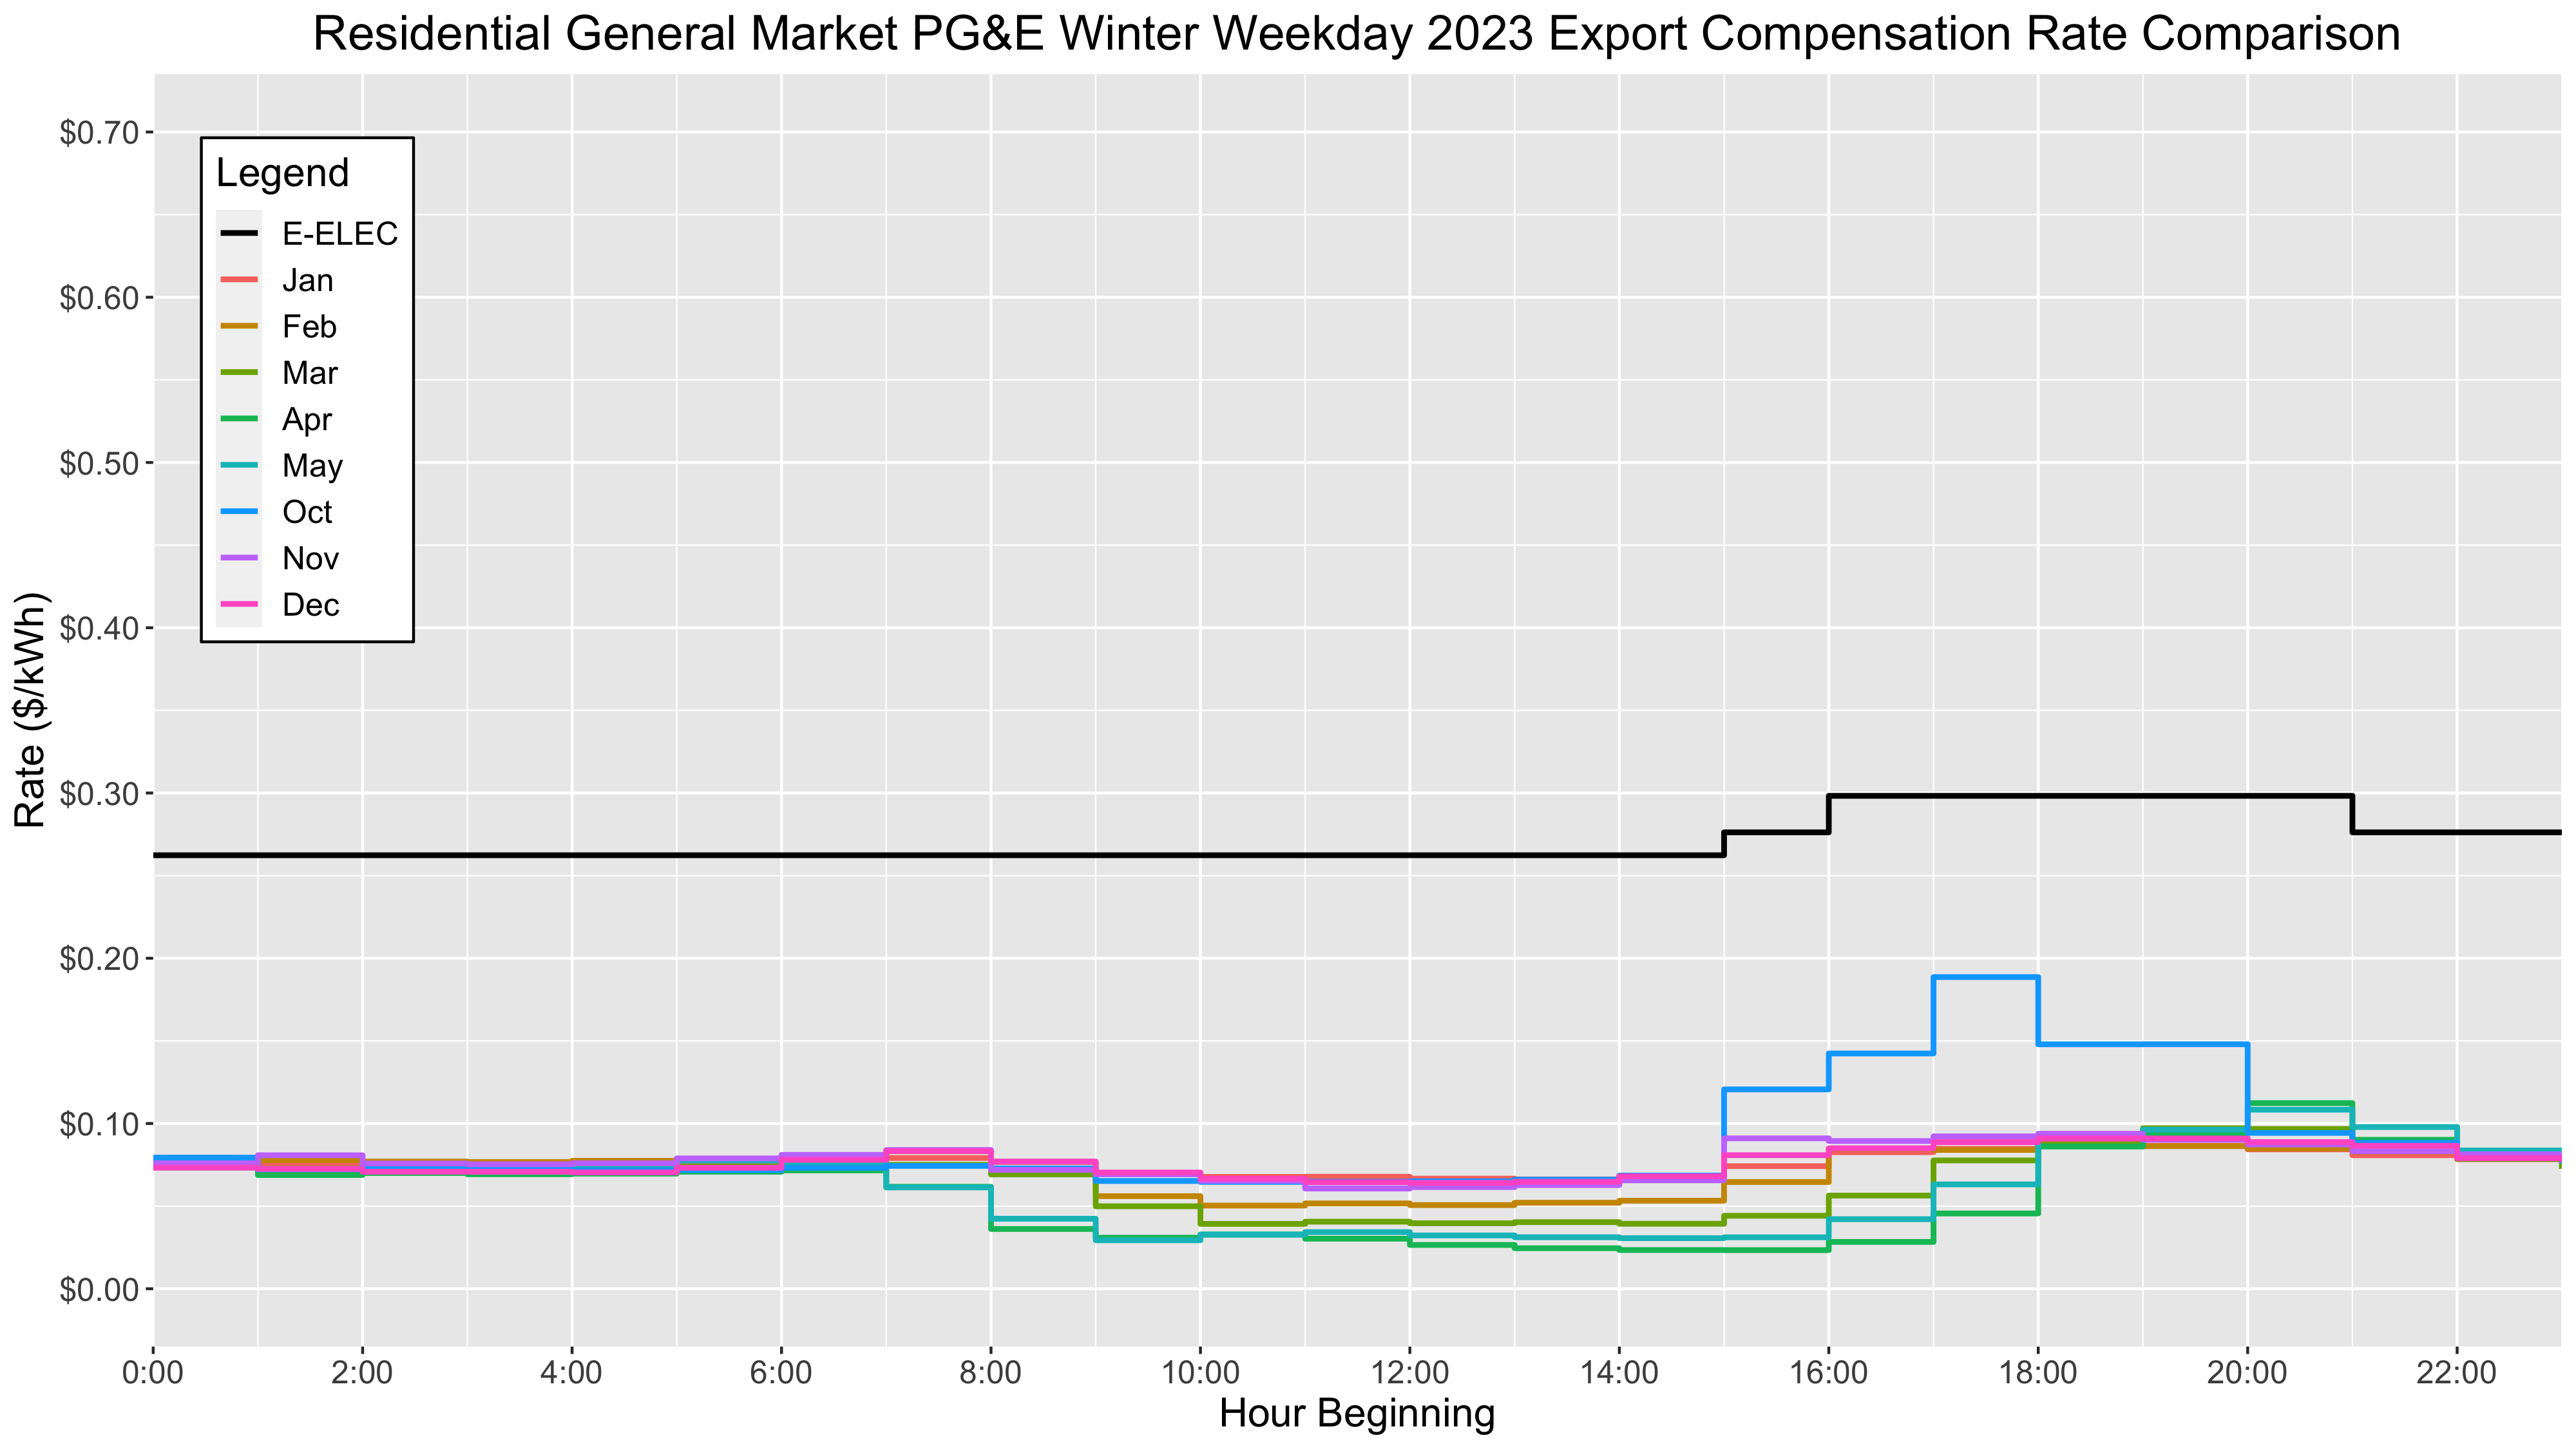 Residential General Market PG&E Winter Weekday 2023 Export Compensation Rate Comparison
$0.70
$0.60
$0.50
$0.40
$0.30
$0.20
$0.10
$0.00
Rate ($/kWh)
Legend
E-ELEC
Jan
Feb
Mar
Apr
May
Oct
Nov
Dec
0:00 2:00 4:00 6:00 8:00 10:00 12:00 14:00 16:00 18:00 20:00 22:00
Hour Beginning